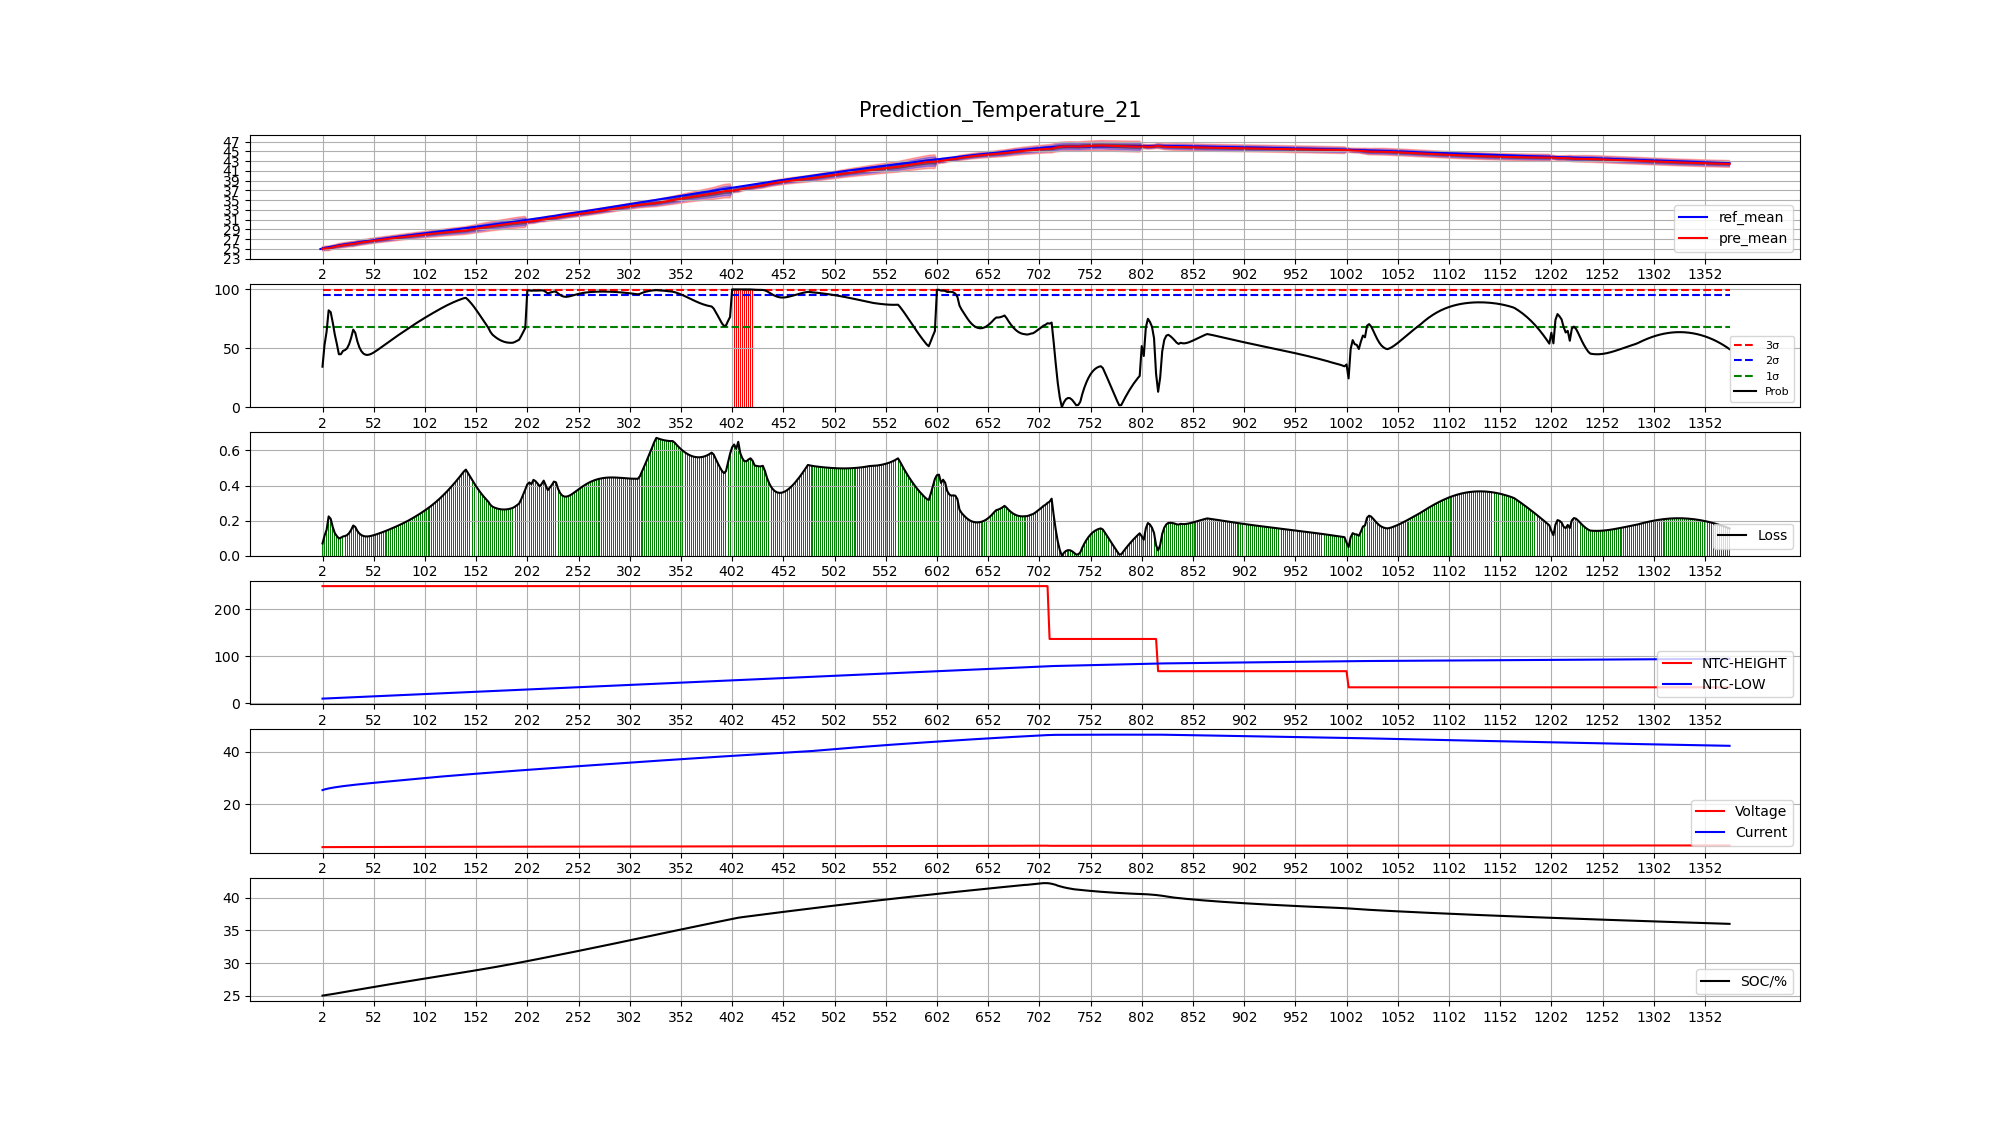 Prediction_Temperature_21
47
45
43
41
39
37
35
33
31
29
27
25
23
ref_mean
pre_mean
2 52 102 152 202 252 302 352 402 452 502 552 602 652 702 752 802 852 902 952 1002 1052 1102 1152 1202 1252 1302 1352
100
50
0
3σ
2σ
1σ
Prob
2 52 102 152 202 252 302 352 402 452 502 552 602 652 702 752 802 852 902 952 1002 1052 1102 1152 1202 1252 1302 1352
0.6
0.4
0.2
0.0
Loss
2 52 102 152 202 252 302 352 402 452 502 552 602 652 702 752 802 852 902 952 1002 1052 1102 1152 1202 1252 1302 1352
200
100
0
NTC-HEIGHT
NTC-LOW
2 52 102 152 202 252 302 352 402 452 502 552 602 652 702 752 802 852 902 952 1002 1052 1102 1152 1202 1252 1302 1352
40
20
Voltage
Current
2 52 102 152 202 252 302 352 402 452 502 552 602 652 702 752 802 852 902 952 1002 1052 1102 1152 1202 1252 1302 1352
40
35
30
25
SOC/%
2 52 102 152 202 252 302 352 402 452 502 552 602 652 702 752 802 852 902 952 1002 1052 1102 1152 1202 1252 1302 1352